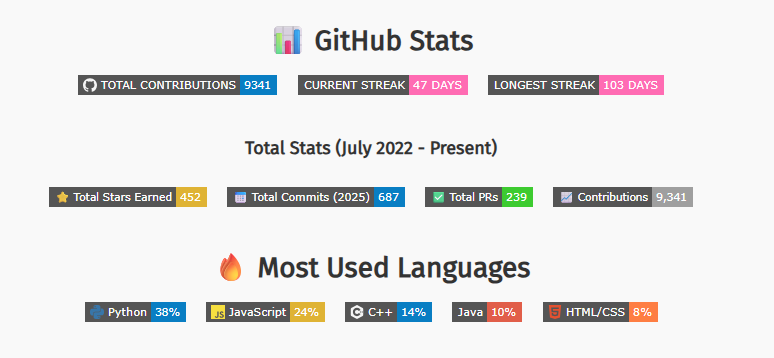 GitHub Stats
TOTAL CONTRIBUTIONS 9341 CURRENT STREAK 47 DAYS LONGEST STREAK 103 DAYS
Total Stats (July 2022 - Present)
Total Stars Earned 452 Total Commits (2025) 687 Total PRs 239 Contributions 9,341
Most Used Languages
Python 38% JS JavaScript 24% C++ 14% Java 10% HTML/CSS 8%